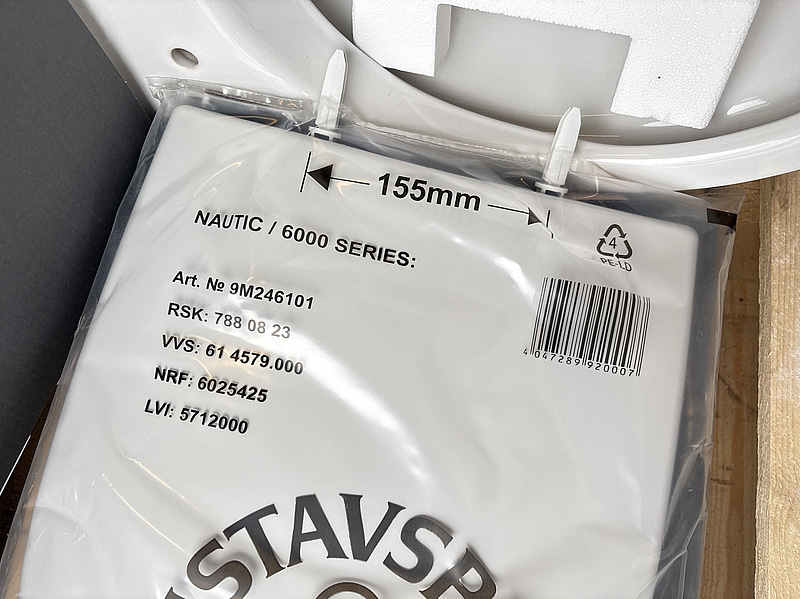 155mm
NAUTIC / 6000 SERIES:
4
PE-LD
Art. № 9M246101
RSK: 788 08 23
VVS: 61 4579.000
NRF: 6025425
LVI: 5712000
4 047289 920007
STAVSB